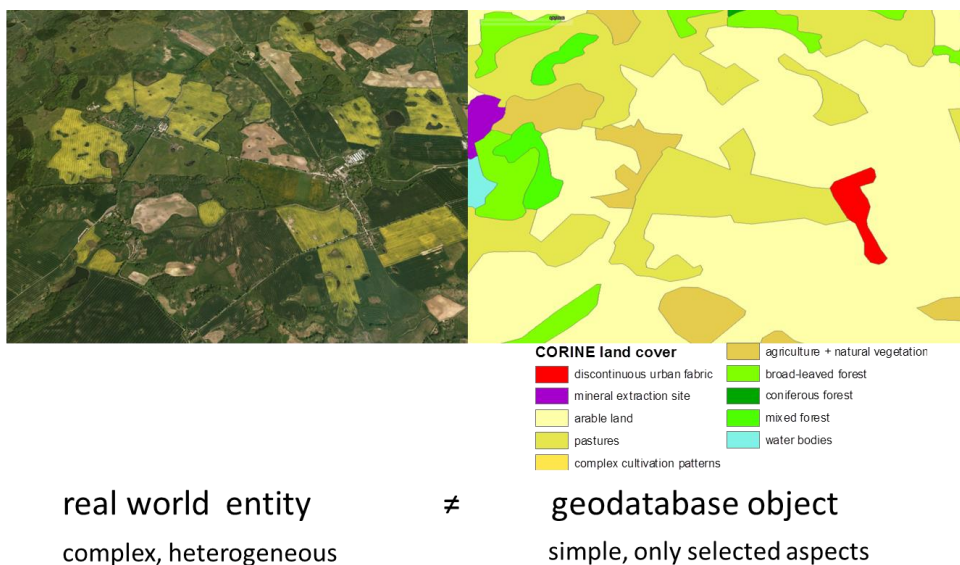 CORINE land cover
discontinuous urban fabric
mineral extraction site
arable land
pastures
complex cultivation patterns
agriculture + natural vegetation
broad-leaved forest
coniferous forest
mixed forest
water bodies
real world entity ≠ geodatabase object
complex, heterogeneous simple, only selected aspects